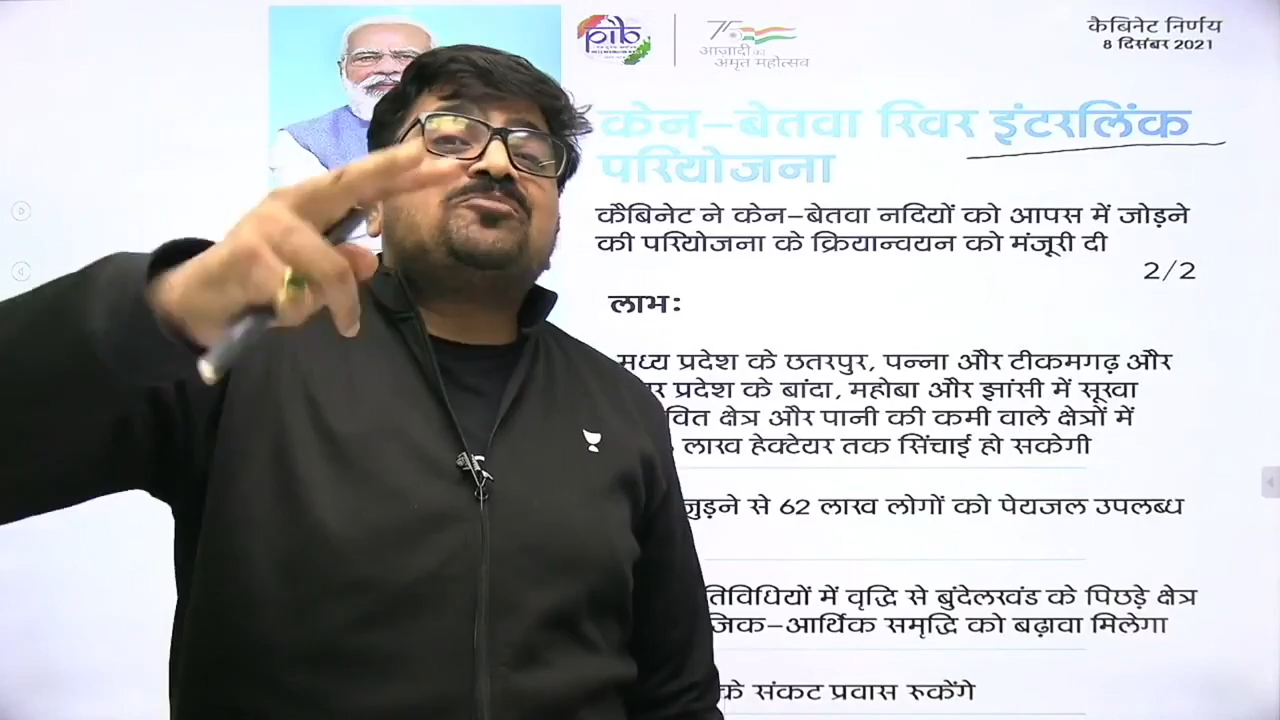 कैबिनेट निर्णय
8 दिसंबर 2021
pib
75
आज़ादी का
अमृत महोत्सव
केन-बेतवा रिवर इंटरलिंक
परियोजना
कैबिनेट ने केन-बेतवा नदियों को आपस में जोड़ने
की परियोजना के क्रियान्वयन को मंजूरी दी
2/2
लाभः
मध्य प्रदेश के छतरपुर, पन्ना और टीकमगढ़ और
प्रदेश के बांदा, महोबा और झांसी में सूखा
क्षेत्र और पानी की कमी वाले क्षेत्रों में
लाख हेक्टेयर तक सिंचाई हो सकेगी
जुड़ने से 62 लाख लोगों को पेयजल उपलब्ध
में वृद्धि से बुंदेलखंड के पिछड़े क्षेत्र
आर्थिक समृद्धि को बढ़ावा मिलेगा
के संकट प्रवास रुकेंगे